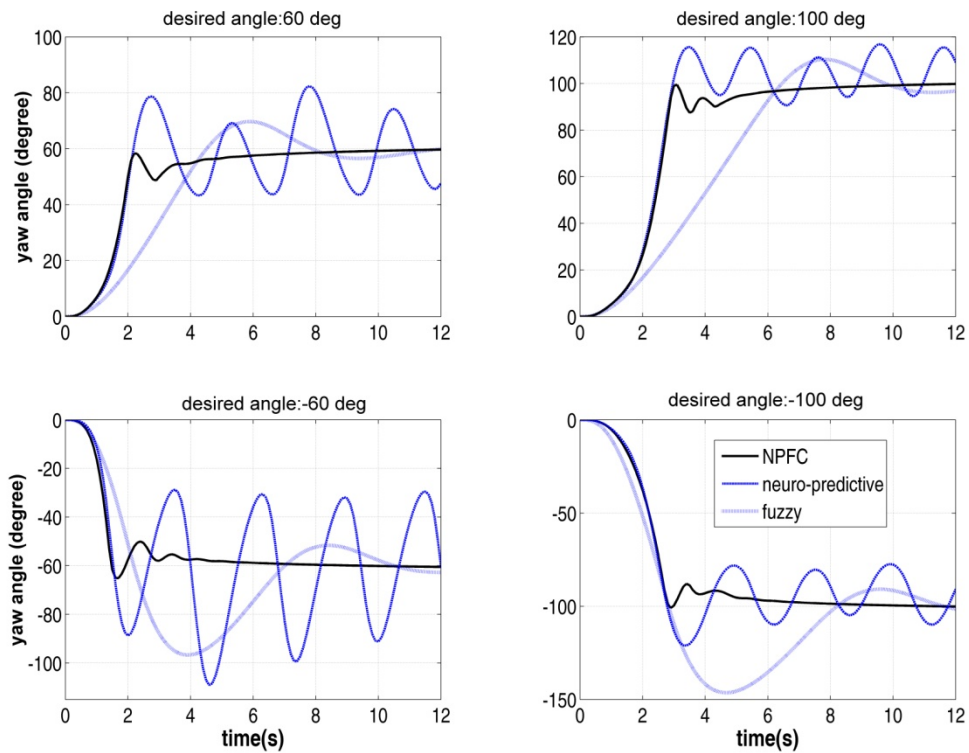 desired angle:60 deg
yaw angle (degree)
100
80
60
40
20
0
0 2 4 6 8 10 12
desired angle:100 deg
120
100
80
60
40
20
0
0 2 4 6 8 10 12
desired angle:-60 deg
yaw angle (degree)
0
-20
-40
-60
-80
-100
0 2 4 6 8 10 12
time(s)
desired angle:-100 deg
0
-50
-100
-150
NPFC
neuro-predictive
fuzzy
0 2 4 6 8 10 12
time(s)